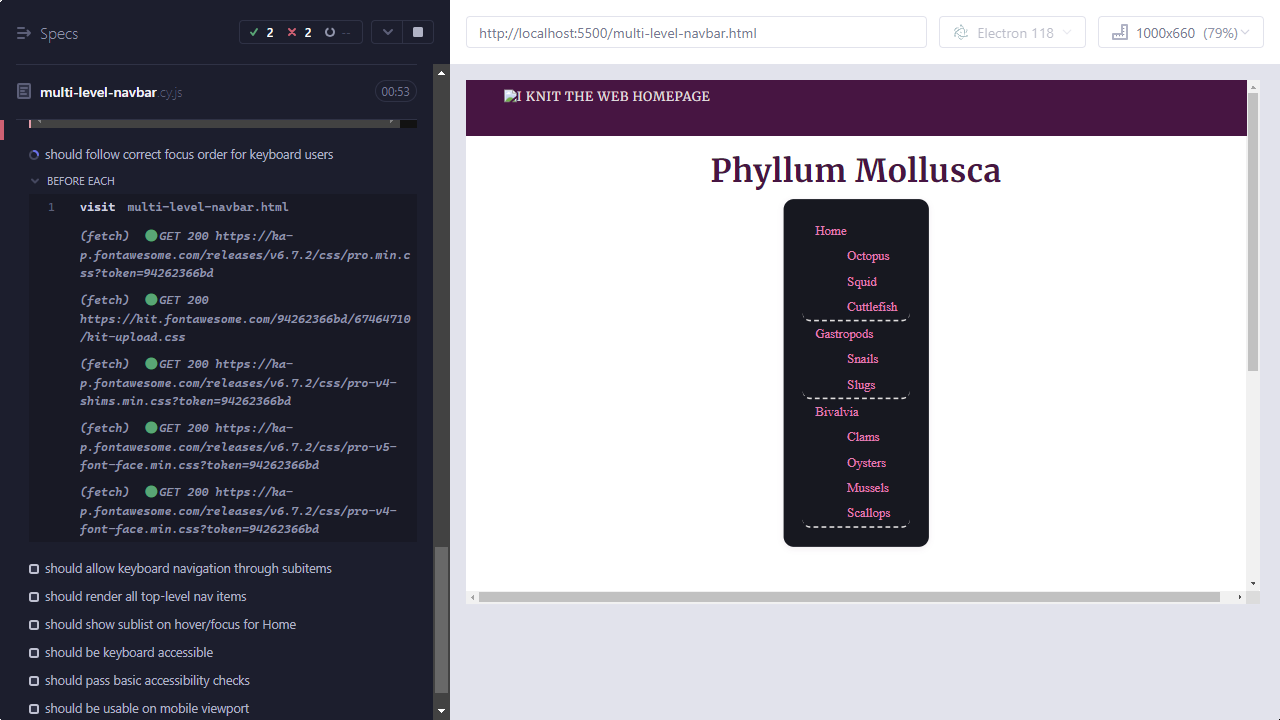 Specs
2
2
--
multi-level-navbar.cy.js
00:53
should follow correct focus order for keyboard users
BEFORE EACH
1 visit multi-level-navbar.html
(fetch) GET 200 https://ka-
p.fontawesome.com/releases/v6.7.2/css/pro.min.c
ss?token=94262366bd
(fetch) GET 200
https://kit.fontawesome.com/94262366bd/67464710
/kit-upload.css
(fetch) GET 200 https://ka-
p.fontawesome.com/releases/v6.7.2/css/pro-v4-
shims.min.css?token=94262366bd
(fetch) GET 200 https://ka-
p.fontawesome.com/releases/v6.7.2/css/pro-v5-
font-face.min.css?token=94262366bd
(fetch) GET 200 https://ka-
p.fontawesome.com/releases/v6.7.2/css/pro-v4-
font-face.min.css?token=94262366bd
should allow keyboard navigation through subitems
should render all top-level nav items
should show sublist on hover/focus for Home
should be keyboard accessible
should pass basic accessibility checks
should be usable on mobile viewport
http://localhost:5500/multi-level-navbar.html
Electron 118
1000x660 (79%)
I KNIT THE WEB HOMEPAGE
Phyllum Mollusca
Home
Octopus
Squid
Cuttlefish
Gastropods
Snails
Slugs
Bivalvia
Clams
Oysters
Mussels
Scallops